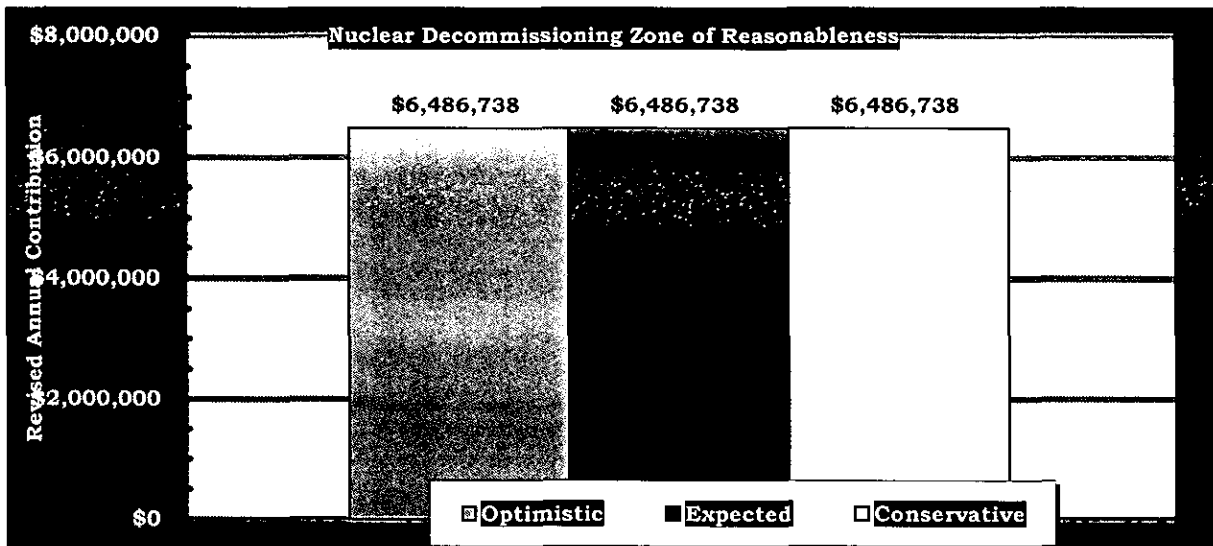 Nuclear Decommissioning Zone of Reasonableness
$8,000,000
$6,486,738 $6,486,738 $6,486,738
$6,000,000
$4,000,000
$2,000,000
$0
Revised Annual Contribution
Optimistic Expected Conservative